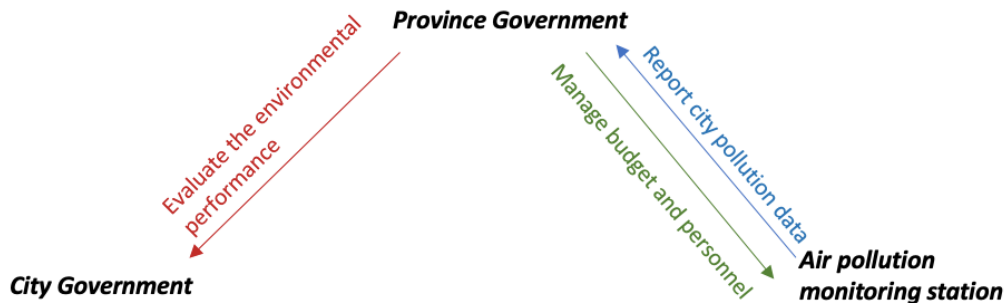 Province Government
Evaluate the environmental
performance
Manage budget and personnel
Report city pollution data
City Government
Air pollution
monitoring station